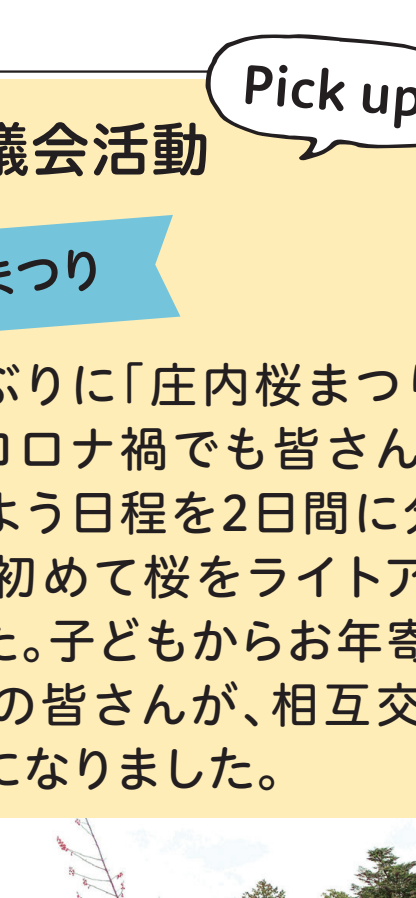 Pick up
議会活動
まつり
ぶりに「庄内桜まつり
コロナ禍でも皆さん
よう日程を2日間に分
初めて桜をライトア
た。子どもからお年寄
の皆さんが、相互交
になりました。